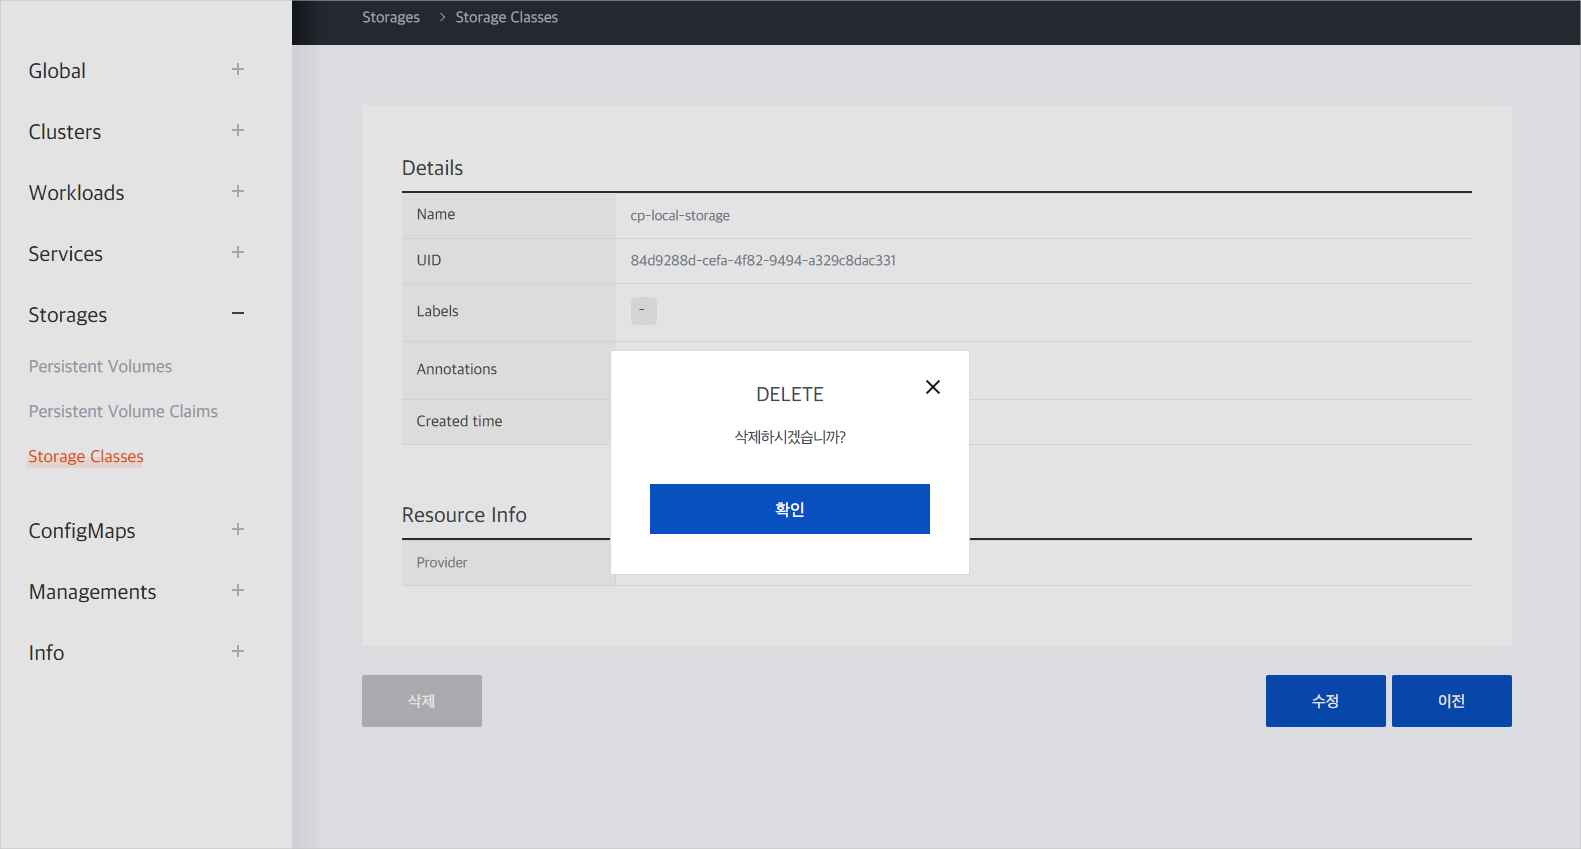 Storages > Storage Classes
Global
Clusters
Workloads
Services
Storages
Persistent Volumes
Persistent Volume Claims
Storage Classes
ConfigMaps
Managements
Info
Details
Name cp-local-storage
UID 84d9288d-cefa-4f82-9494-a329c8dac331
Labels -
Annotations
Created time
Resource Info
Provider
DELETE
삭제하시겠습니까?
확인
삭제
수정
이전